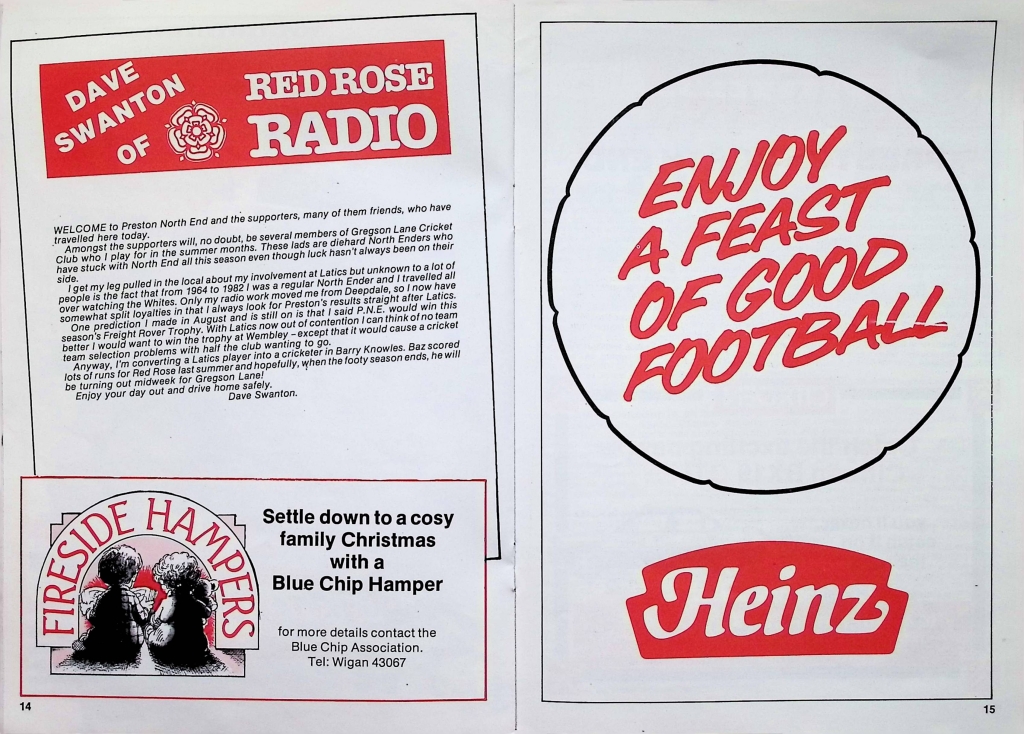 DAVE
SWANTON
OF
RED ROSE
RADIO
WELCOME to Preston North End and the supporters, many of them friends, who have
travelled here today.
Amongst the supporters will, no doubt, be several members of Gregson Lane Cricket
Club who I play for in the summer months. These lads are diehard North Enders who
have stuck with North End all this season even though luck hasn't always been on their
side.
I get my leg pulled in the local about my involvement at Latics but unknown to a lot of
people is the fact that from 1964 to 1982 I was a regular North Ender and I travelled all
over watching the Whites. Only my radio work moved me from Deepdale, so I now have
somewhat split loyalties in that I always look for Preston's results straight after Latics.
One prediction I made in August and is still on is that I said P.N.E. would win this
season's Freight Rover Trophy. With Latics now out of contention I can think of no team
better I would want to win the trophy at Wembley – except that it would cause a cricket
team selection problems with half the club wanting to go.
Anyway, I'm converting a Latics player into a cricketer in Barry Knowles. Baz scored
lots of runs for Red Rose last summer and hopefully, when the footy season ends, he will
be turning out midweek for Gregson Lane!
Enjoy your day out and drive home safely.
Dave Swanton.
FIRESIDE HAMPERS
Settle down to a cosy
family Christmas
with a
Blue Chip Hamper
for more details contact the
Blue Chip Association.
Tel: Wigan 43067
14
ENJOY
A FEAST
OF GOOD
FOOTBALL
Heinz
15